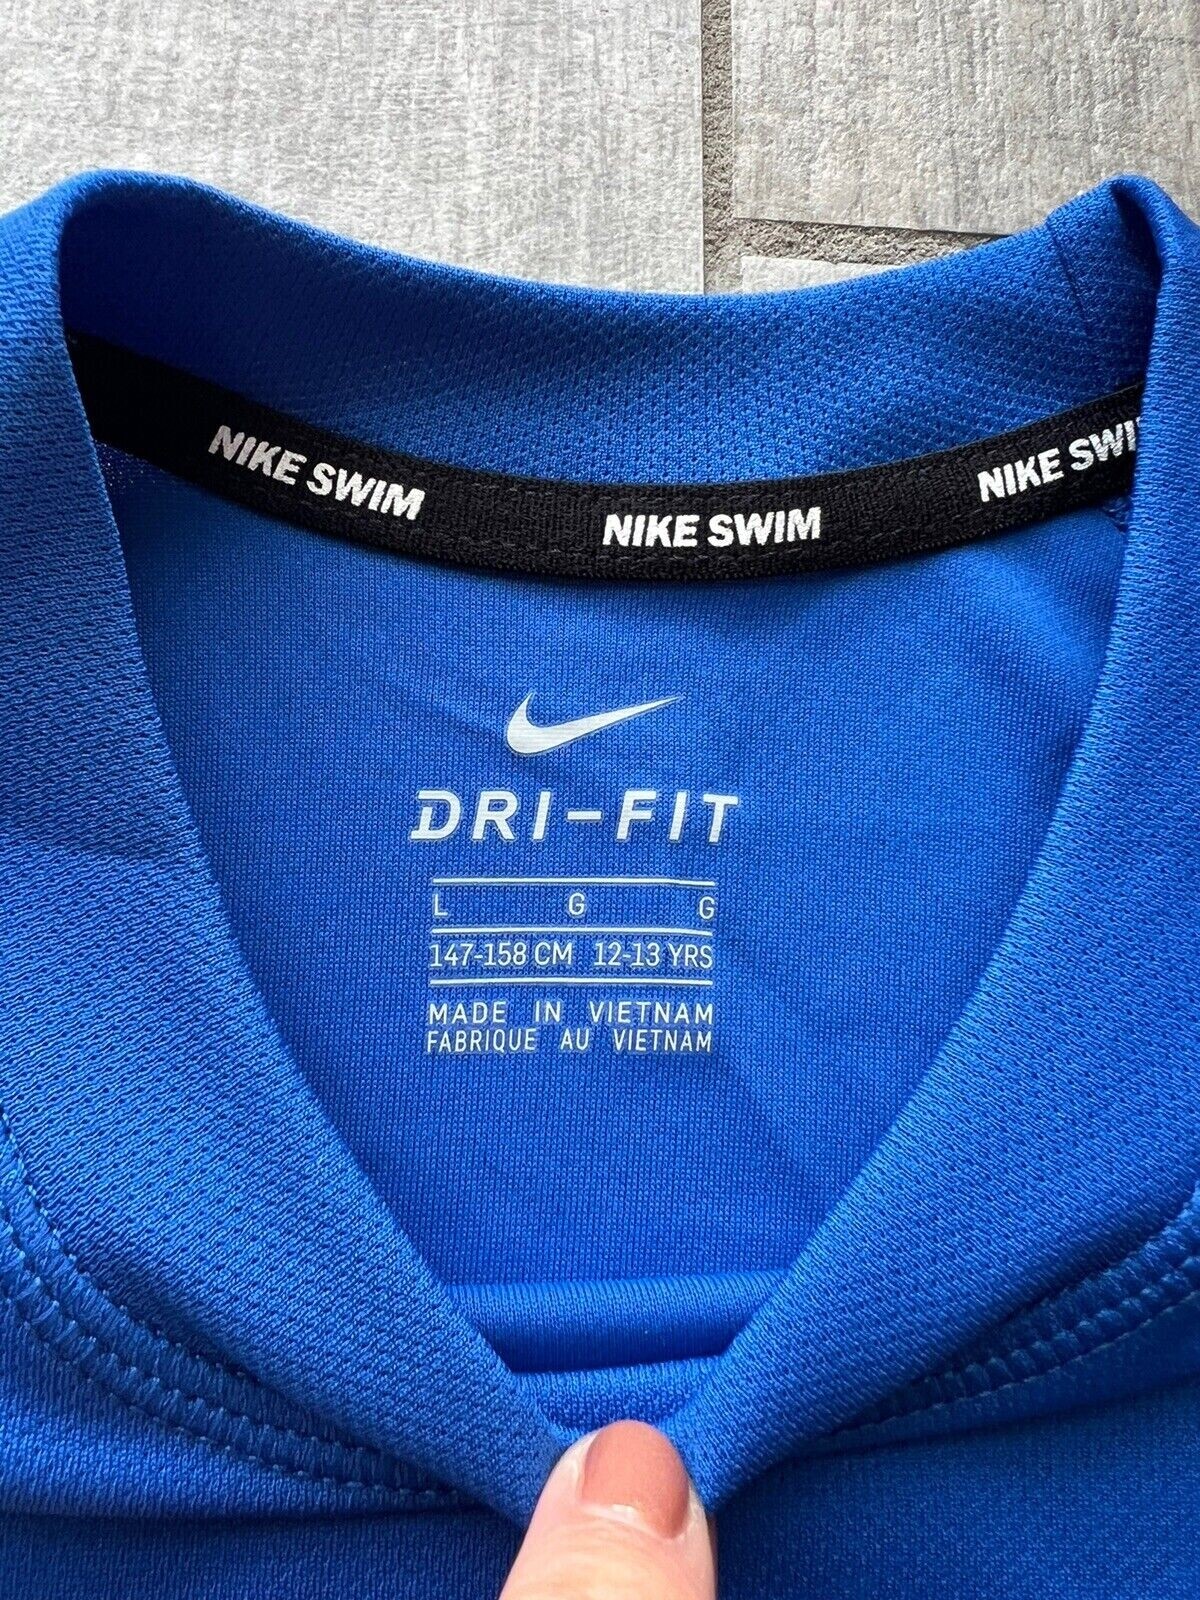 NIKE SWIM NIKE SWIM NIKE SWI
DRI-FIT
L G G
147-158 CM 12-13 YRS
MADE IN VIETNAM
FABRIQUE AU VIETNAM